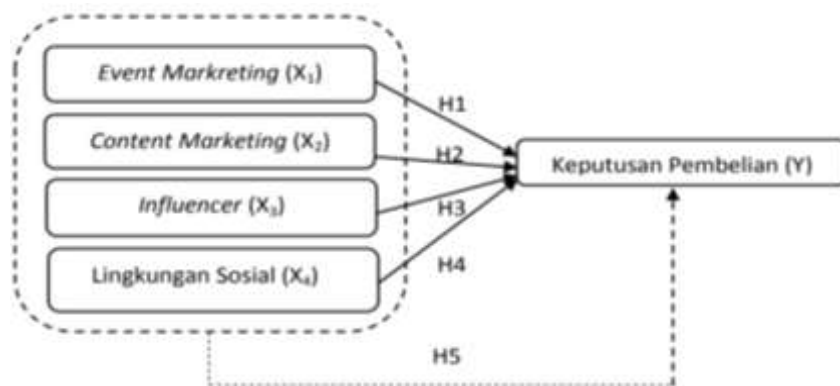 Event Markreting (X₁)
H1
Content Marketing (X₂)
H2
Keputusan Pembelian (Y)
Influencer (X₃)
H3
Lingkungan Sosial (X₄)
H4
H5